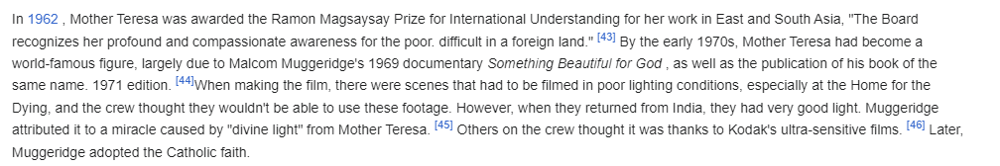 In 1962 , Mother Teresa was awarded the Ramon Magsaysay Prize for International Understanding for her work in East and South Asia, "The Board
recognizes her profound and compassionate awareness for the poor. difficult in a foreign land." [43] By the early 1970s, Mother Teresa had become a
world-famous figure, largely due to Malcom Muggeridge's 1969 documentary Something Beautiful for God , as well as the publication of his book of the
same name. 1971 edition. [44]When making the film, there were scenes that had to be filmed in poor lighting conditions, especially at the Home for the
Dying, and the crew thought they wouldn't be able to use these footage. However, when they returned from India, they had very good light. Muggeridge
attributed it to a miracle caused by "divine light" from Mother Teresa. [45] Others on the crew thought it was thanks to Kodak's ultra-sensitive films. [46] Later,
Muggeridge adopted the Catholic faith.